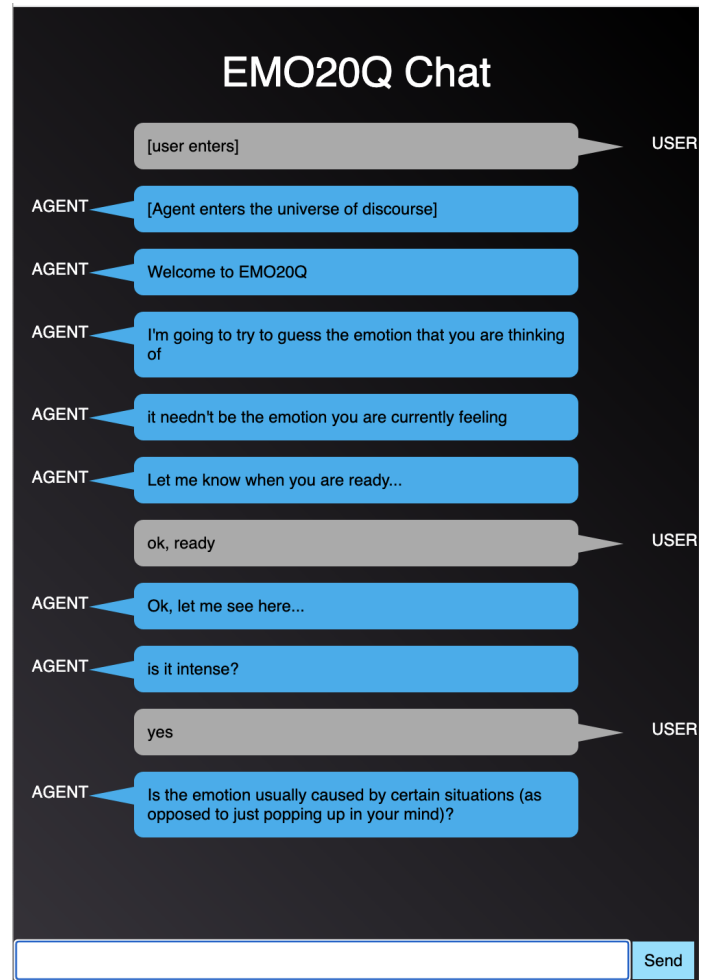 EMO20Q Chat
[user enters]
USER
AGENT
[Agent enters the universe of discourse]
AGENT
Welcome to EMO20Q
AGENT
I'm going to try to guess the emotion that you are thinking
of
AGENT
it needn't be the emotion you are currently feeling
AGENT
Let me know when you are ready...
ok, ready
USER
AGENT
Ok, let me see here...
AGENT
is it intense?
yes
USER
AGENT
Is the emotion usually caused by certain situations (as
opposed to just popping up in your mind)?
Send